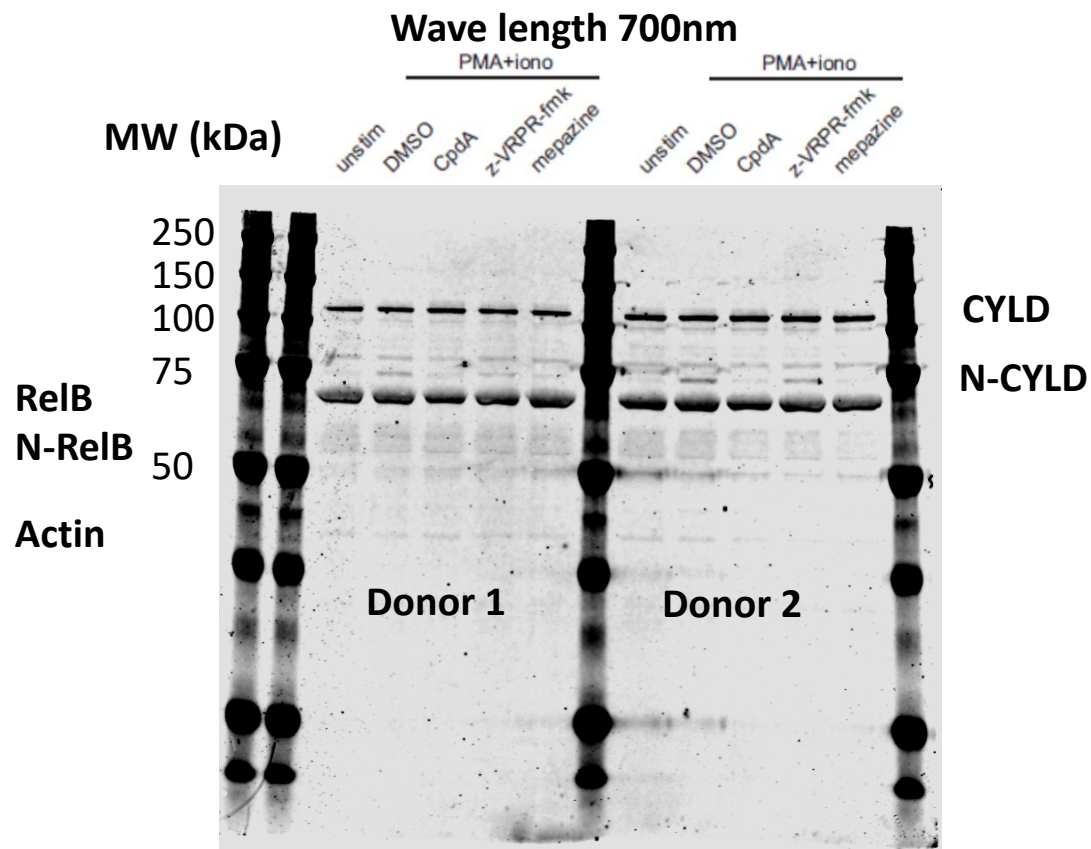 Wave length 700nm
PMA+iono PMA+iono
MW (kDa)
unstim DMSO CpdA z-VRPR-fmk mepazine unstim DMSO CpdA z-VRPR-fmk mepazine
250
150
100 CYLD
75 N-CYLD
RelB
N-RelB
50
Actin
Donor 1 Donor 2